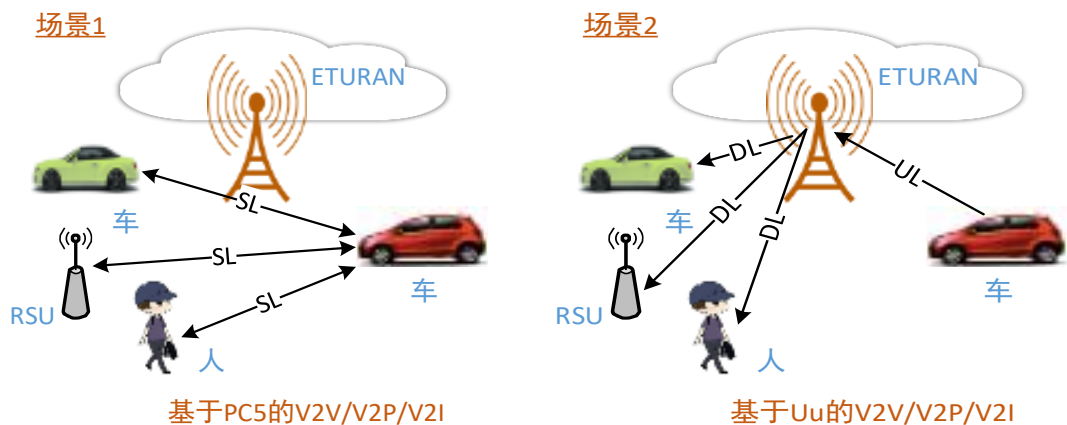 场景1
ETURAN
SL
车
SL
车
RSU
SL
人
基于PC5的V2V/V2P/V2I
场景2
ETURAN
DL
UL
DL
DL
车
车
RSU
人
基于Uu的V2V/V2P/V2I